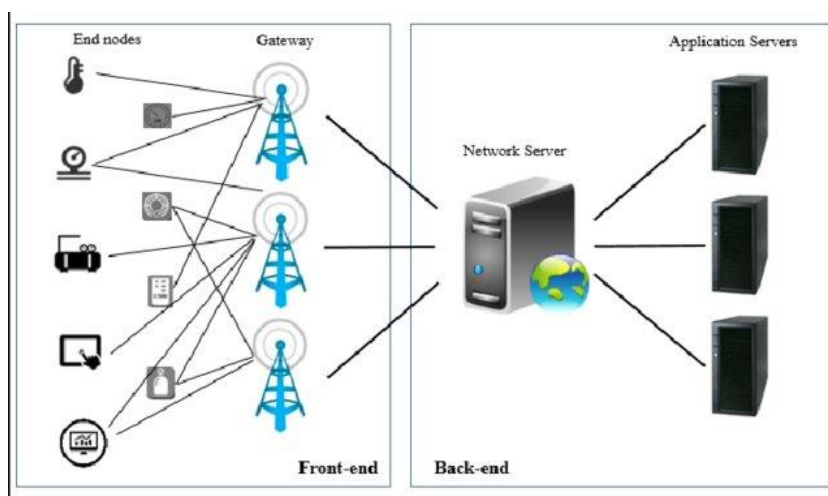 End nodes
Gateway
Application Servers
Network Server
Front-end
Back-end